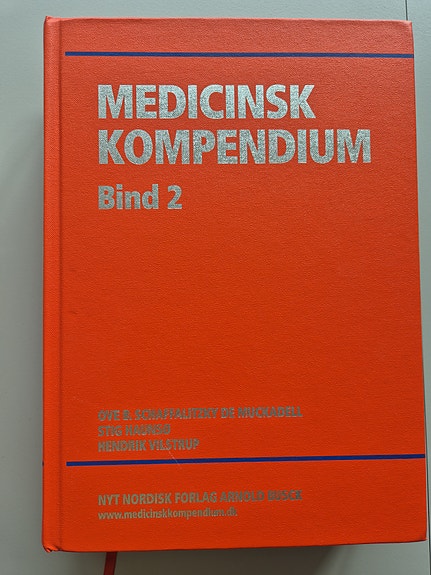 MEDICINSK
KOMPENDIUM
Bind 2
OVE B. SCHAFFALITZKY DE MUCKADELL
STIG HAUNSØ
HENDRIK VILSTRUP
NYT NORDISK FORLAG ARNOLD BUSCK
www.medicinskkompendium.dk